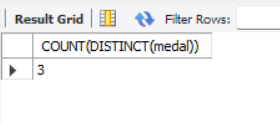 Result Grid Filter Rows:
COUNT(DISTINCT(medal))
3